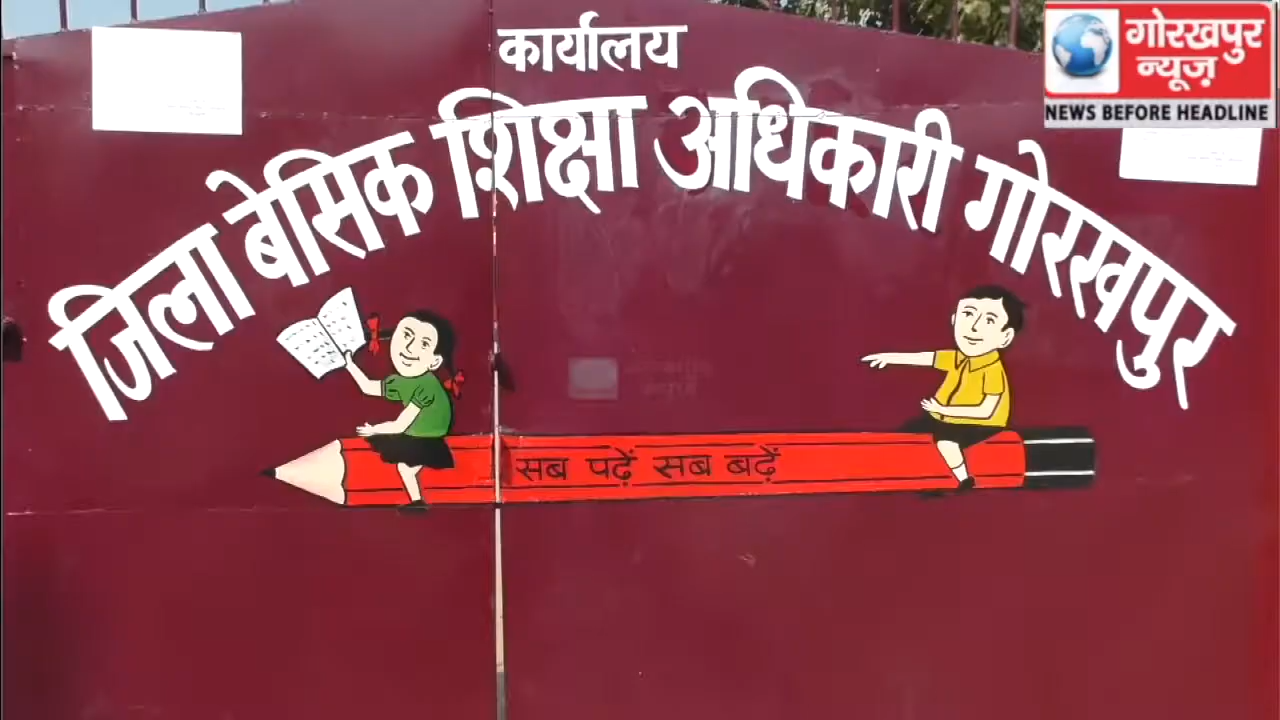 कार्यालय
जिला बेसिक शिक्षा अधिकारी गोरखपुर
सब पढ़ें सब बढ़ें
गोरखपुर
न्यूज़
NEWS BEFORE HEADLINE